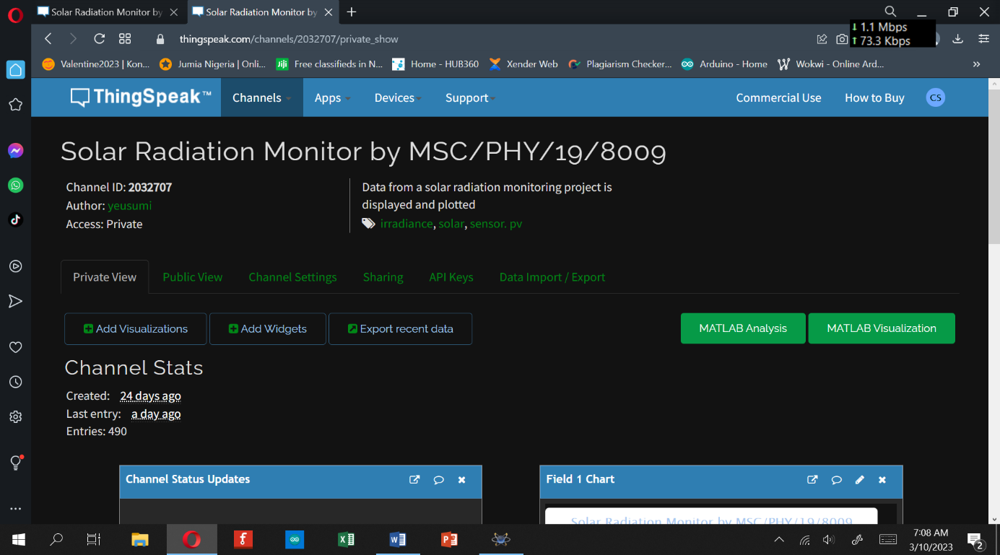 Solar Radiation Monitor by
Solar Radiation Monitor by
thingspeak.com/channels/2032707/private_show
1.1 Mbps
73.3 Kbps
Valentine2023 | Kon... Jumia Nigeria | Onli... Jiji Free classifieds in N... Home - HUB360 Xender Web Plagiarism Checker... Arduino - Home Wokwi - Online Ard...
ThingSpeak™ Channels Apps Devices Support Commercial Use How to Buy CS
Solar Radiation Monitor by MSC/PHY/19/8009
Channel ID: 2032707
Author: yeusumi
Access: Private
Data from a solar radiation monitoring project is
displayed and plotted
irradiance, solar, sensor. pv
Private View Public View Channel Settings Sharing API Keys Data Import / Export
Add Visualizations Add Widgets Export recent data MATLAB Analysis MATLAB Visualization
Channel Stats
Created: 24 days ago
Last entry: a day ago
Entries: 490
Channel Status Updates
Field 1 Chart
Solar Radiation Monitor by MSC/PHY/19/8009
7:08 AM
3/10/2023
2